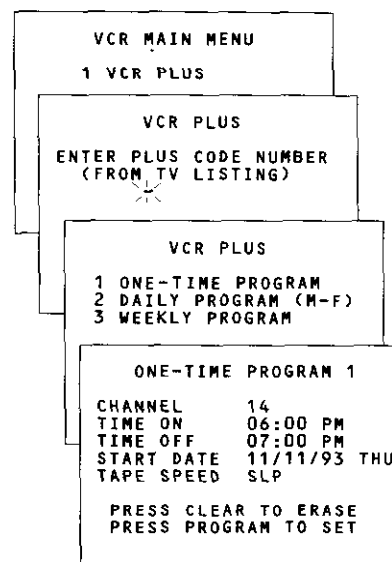 VCR MAIN MENU
1 VCR PLUS
VCR PLUS
ENTER PLUS CODE NUMBER
(FROM TV LISTING)
VCR PLUS
1 ONE-TIME PROGRAM
2 DAILY PROGRAM (M-F)
3 WEEKLY PROGRAM
ONE-TIME PROGRAM 1
CHANNEL 14
TIME ON 06:00 PM
TIME OFF 07:00 PM
START DATE 11/11/93 THU
TAPE SPEED SLP
PRESS CLEAR TO ERASE
PRESS PROGRAM TO SET